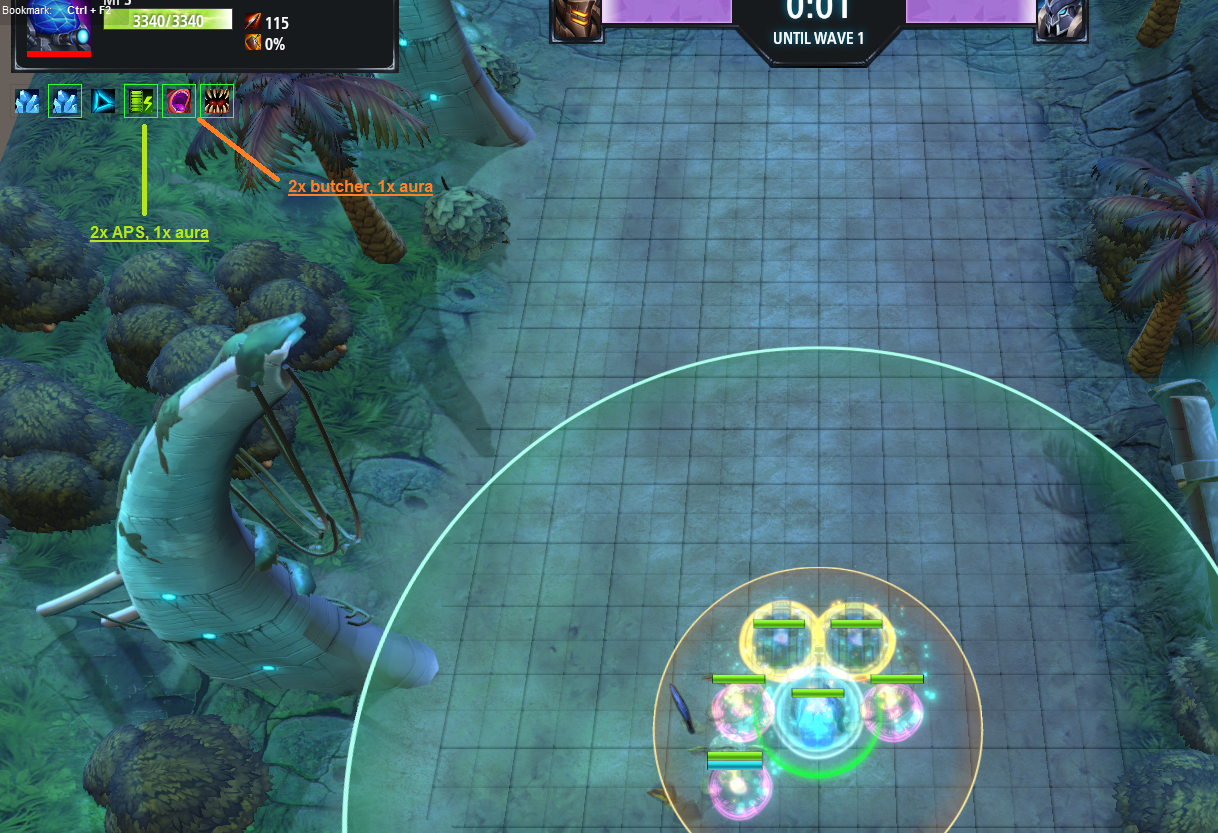 Bookmark: Ctrl + F2
3340/3340
115
0%
0:01
UNTIL WAVE 1
2x butcher, 1x aura
2x APS, 1x aura